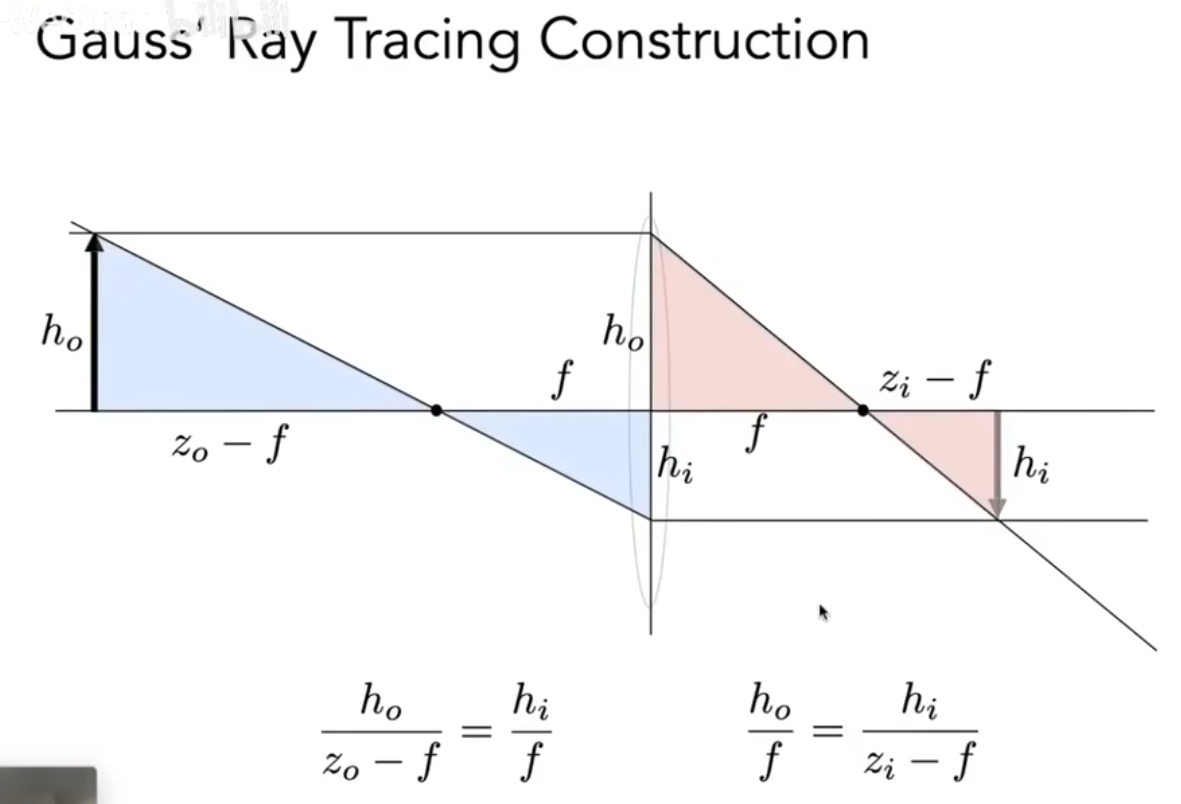 Gauss' Ray Tracing Construction
h_o
h_o
f
z_i − f
z_o − f
f
h_i
h_i
h_o / (z_o − f) = h_i / f
h_o / f = h_i / (z_i − f)